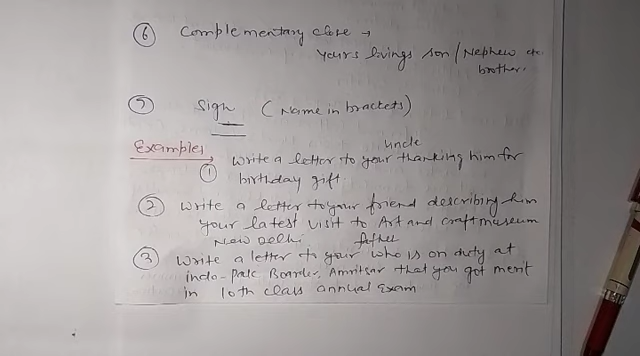 ⑥ Complementary close →
yours lovings son / Nephew etc.
brother.
⑦ Sign (Name in brackets)
Examples
uncle
① Write a letter to your thanking him for
birthday gift.
② Write a letter to your friend describing him
your latest visit to Art and craft museum
New Delhi
father
③ Write a letter to your who is on duty at
indo-Pak Boarder, Amritsar that you got merit
in 10th class annual Exam